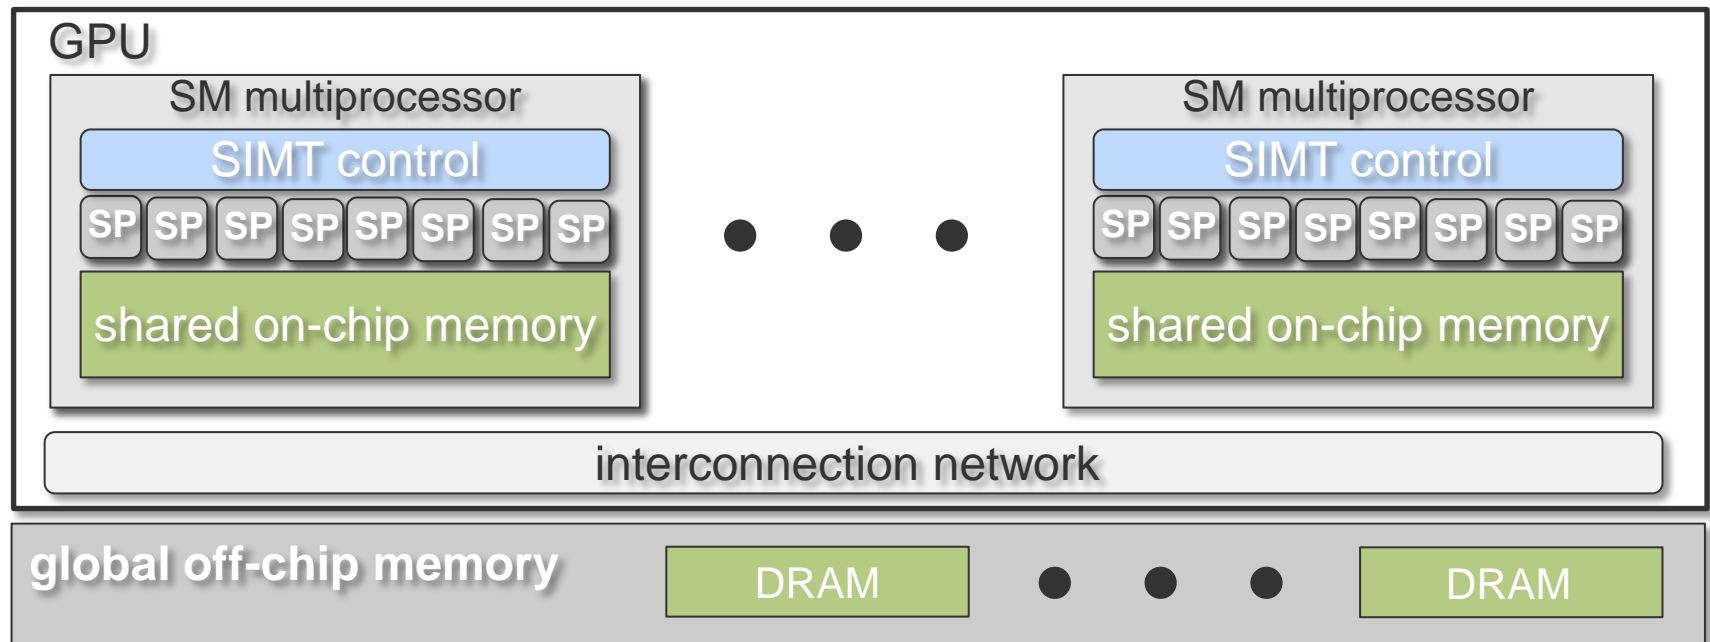 GPU
SM multiprocessor
SIMT control
SP SP SP SP SP SP SP SP
shared on-chip memory
SM multiprocessor
SIMT control
SP SP SP SP SP SP SP SP
shared on-chip memory
interconnection network
global off-chip memory
DRAM
DRAM